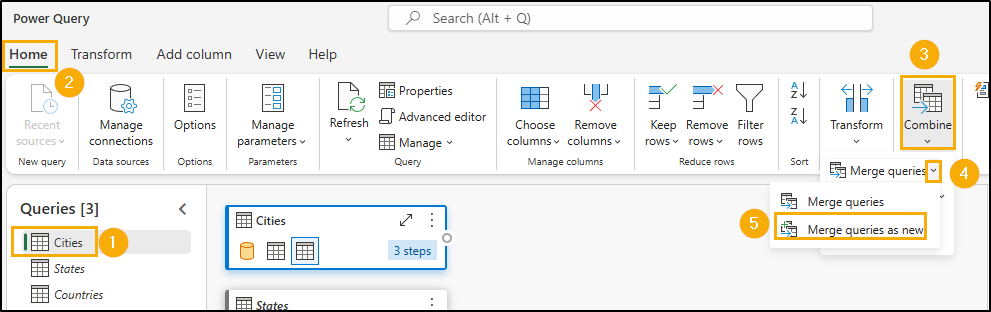 Power Query
Search (Alt + Q)
Home
Transform
Add column
View
Help
3
2
Recent
sources
Manage
connections
Options
Manage
parameters
Refresh
Properties
Advanced editor
Manage
Choose
columns
Remove
columns
Keep
rows
Remove
rows
Filter
rows
A
Z
Z
A
Transform
Combine
New query
Data sources
Options
Parameters
Query
Manage columns
Reduce rows
Sort
Merge queries
4
Merge queries
5
Merge queries as new
Queries [3]
Cities
1
States
Countries
Cities
3 steps
States